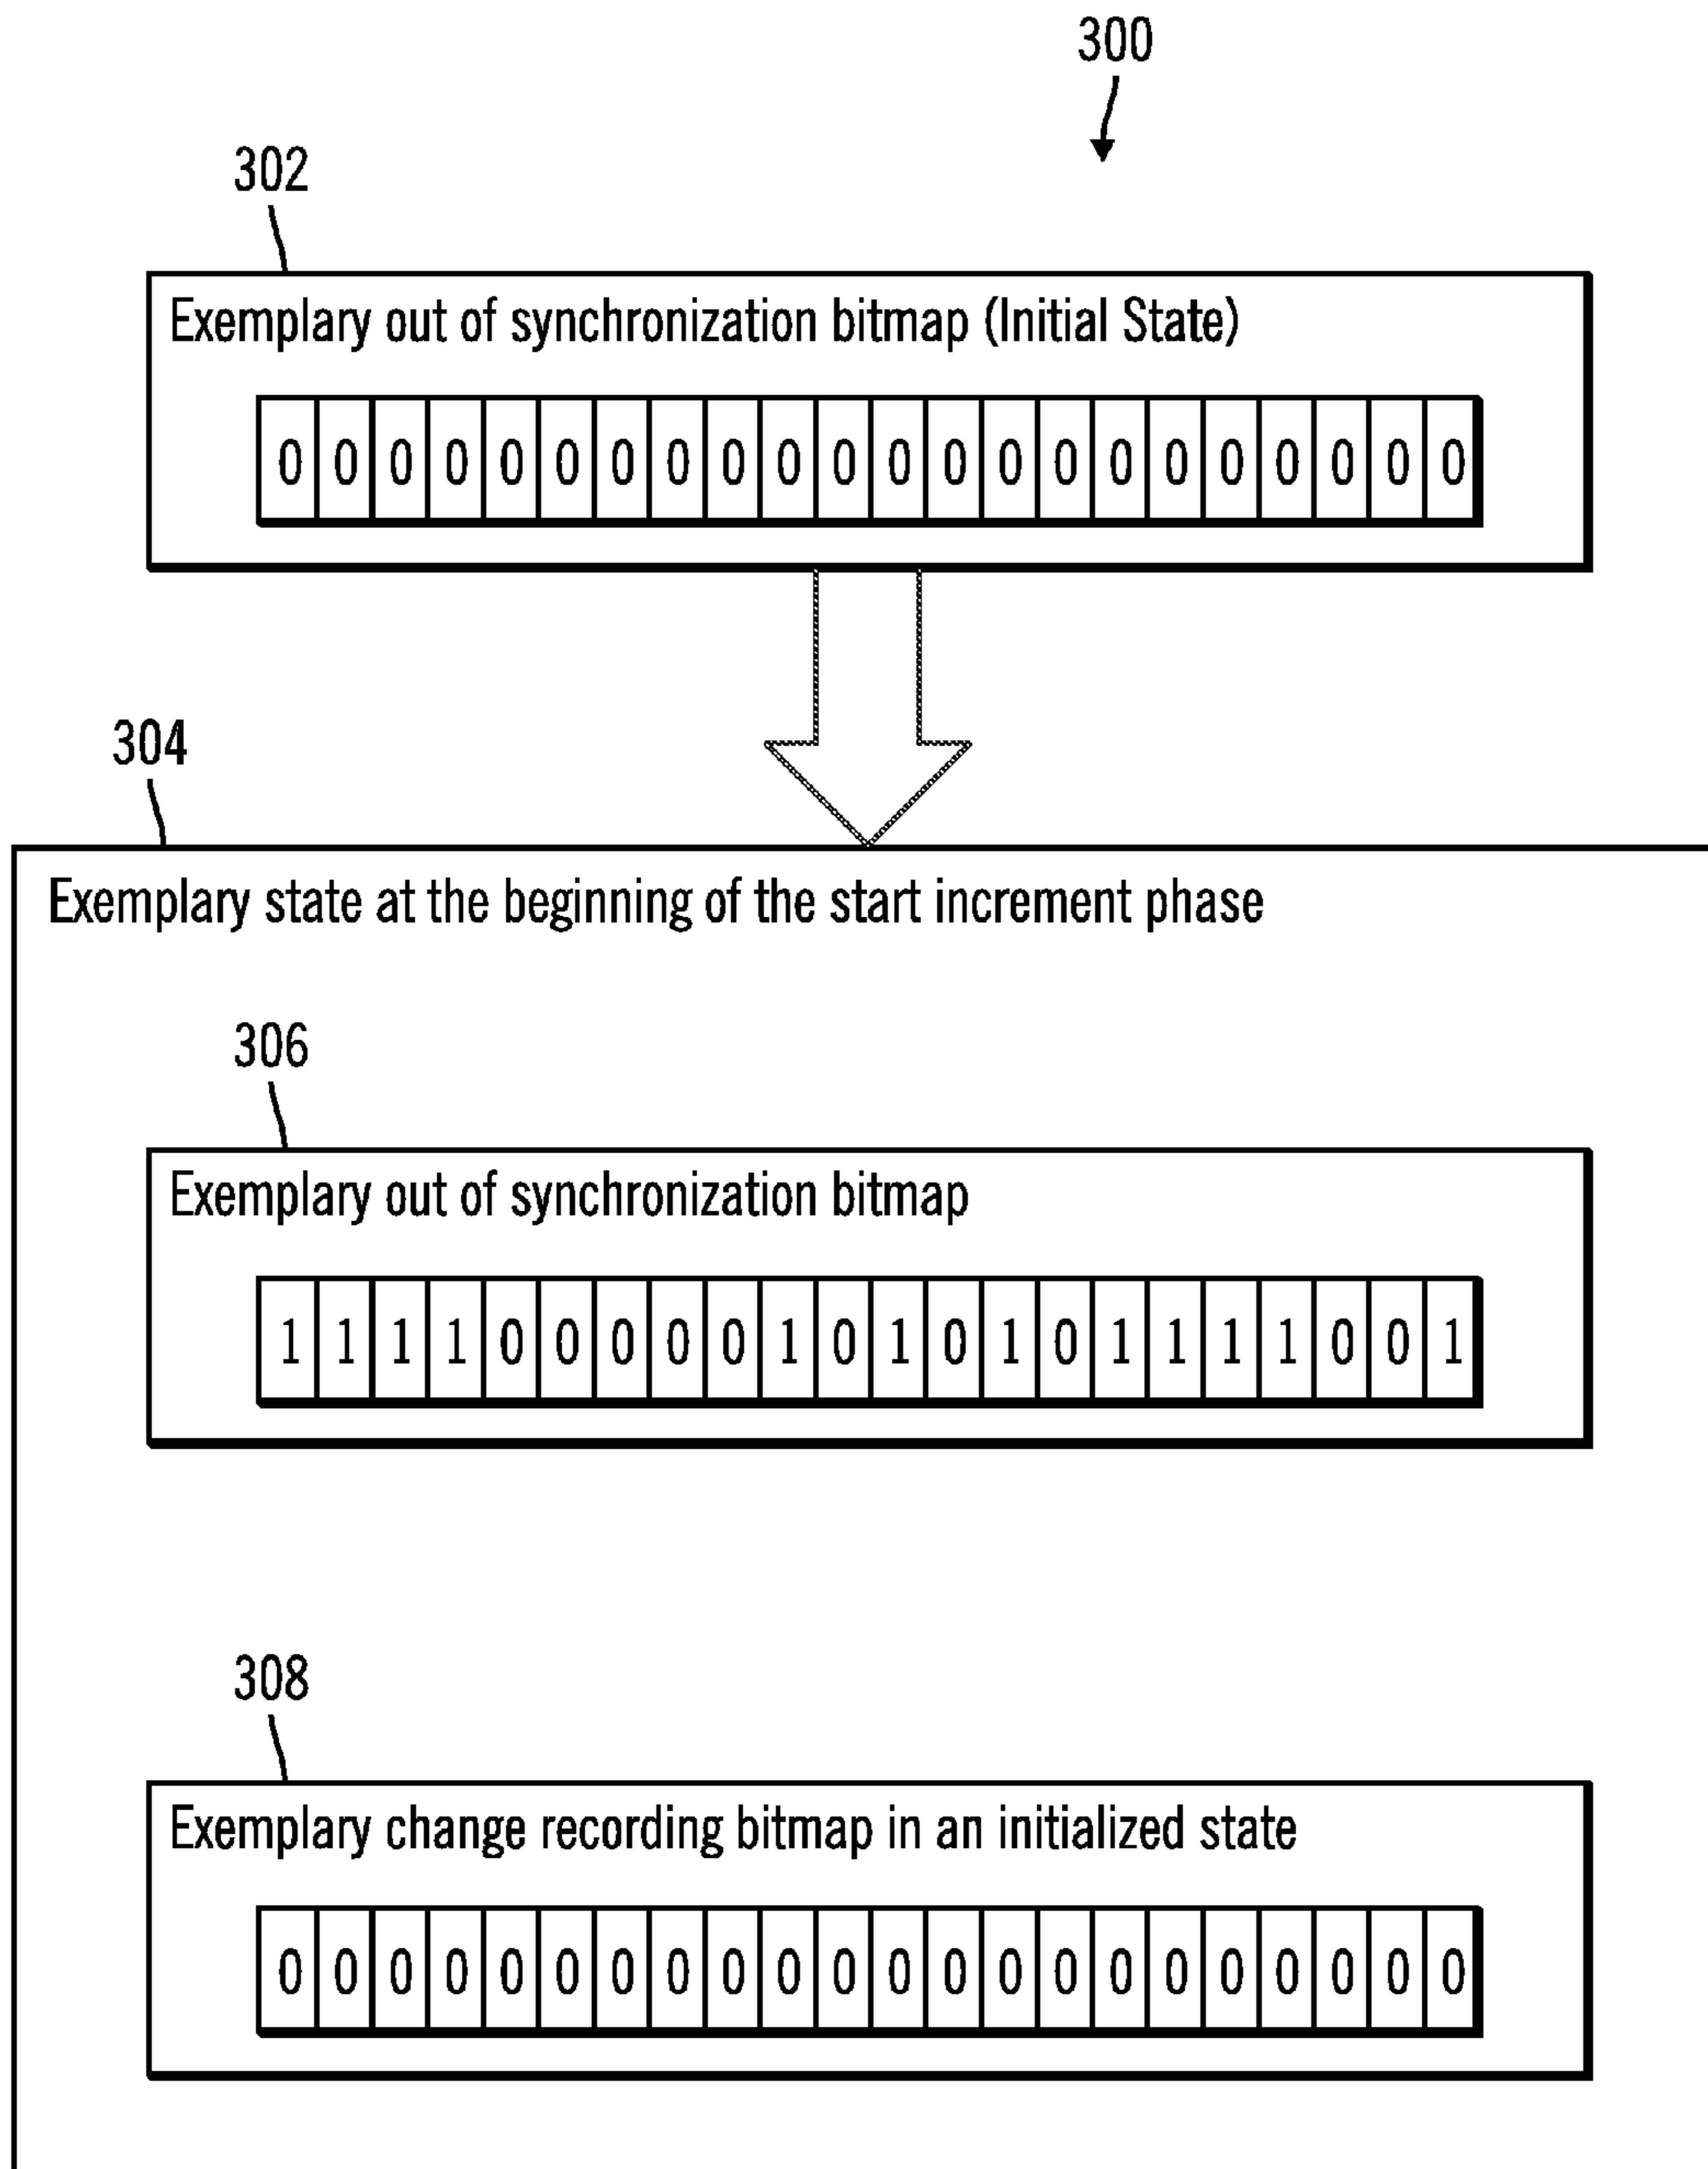 300
302
Exemplary out of synchronization bitmap (Initial State)
0 0 0 0 0 0 0 0 0 0 0 0 0 0 0 0 0 0 0 0 0 0
304
Exemplary state at the beginning of the start increment phase
306
Exemplary out of synchronization bitmap
1 1 1 1 0 0 0 0 0 1 0 1 0 1 0 1 1 1 1 0 0 1
308
Exemplary change recording bitmap in an initialized state
0 0 0 0 0 0 0 0 0 0 0 0 0 0 0 0 0 0 0 0 0 0